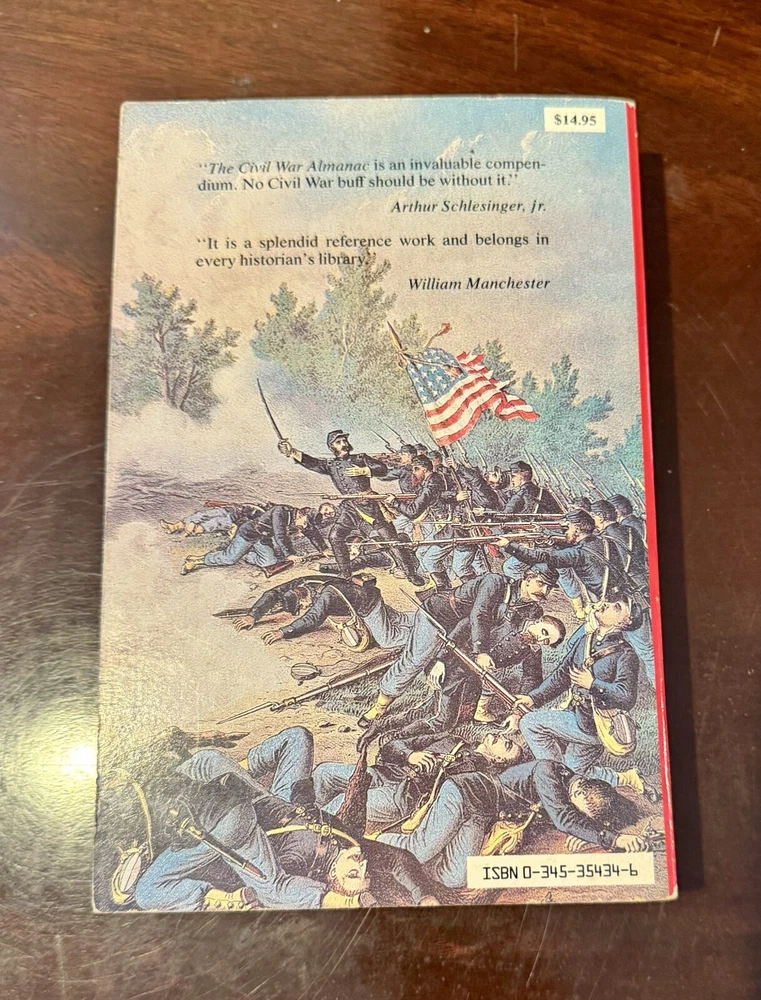 $14.95
“The Civil War Almanac is an invaluable compen-
dium. No Civil War buff should be without it.”
Arthur Schlesinger, jr.
“It is a splendid reference work and belongs in
every historian’s library.”
William Manchester
ISBN 0-345-35434-6